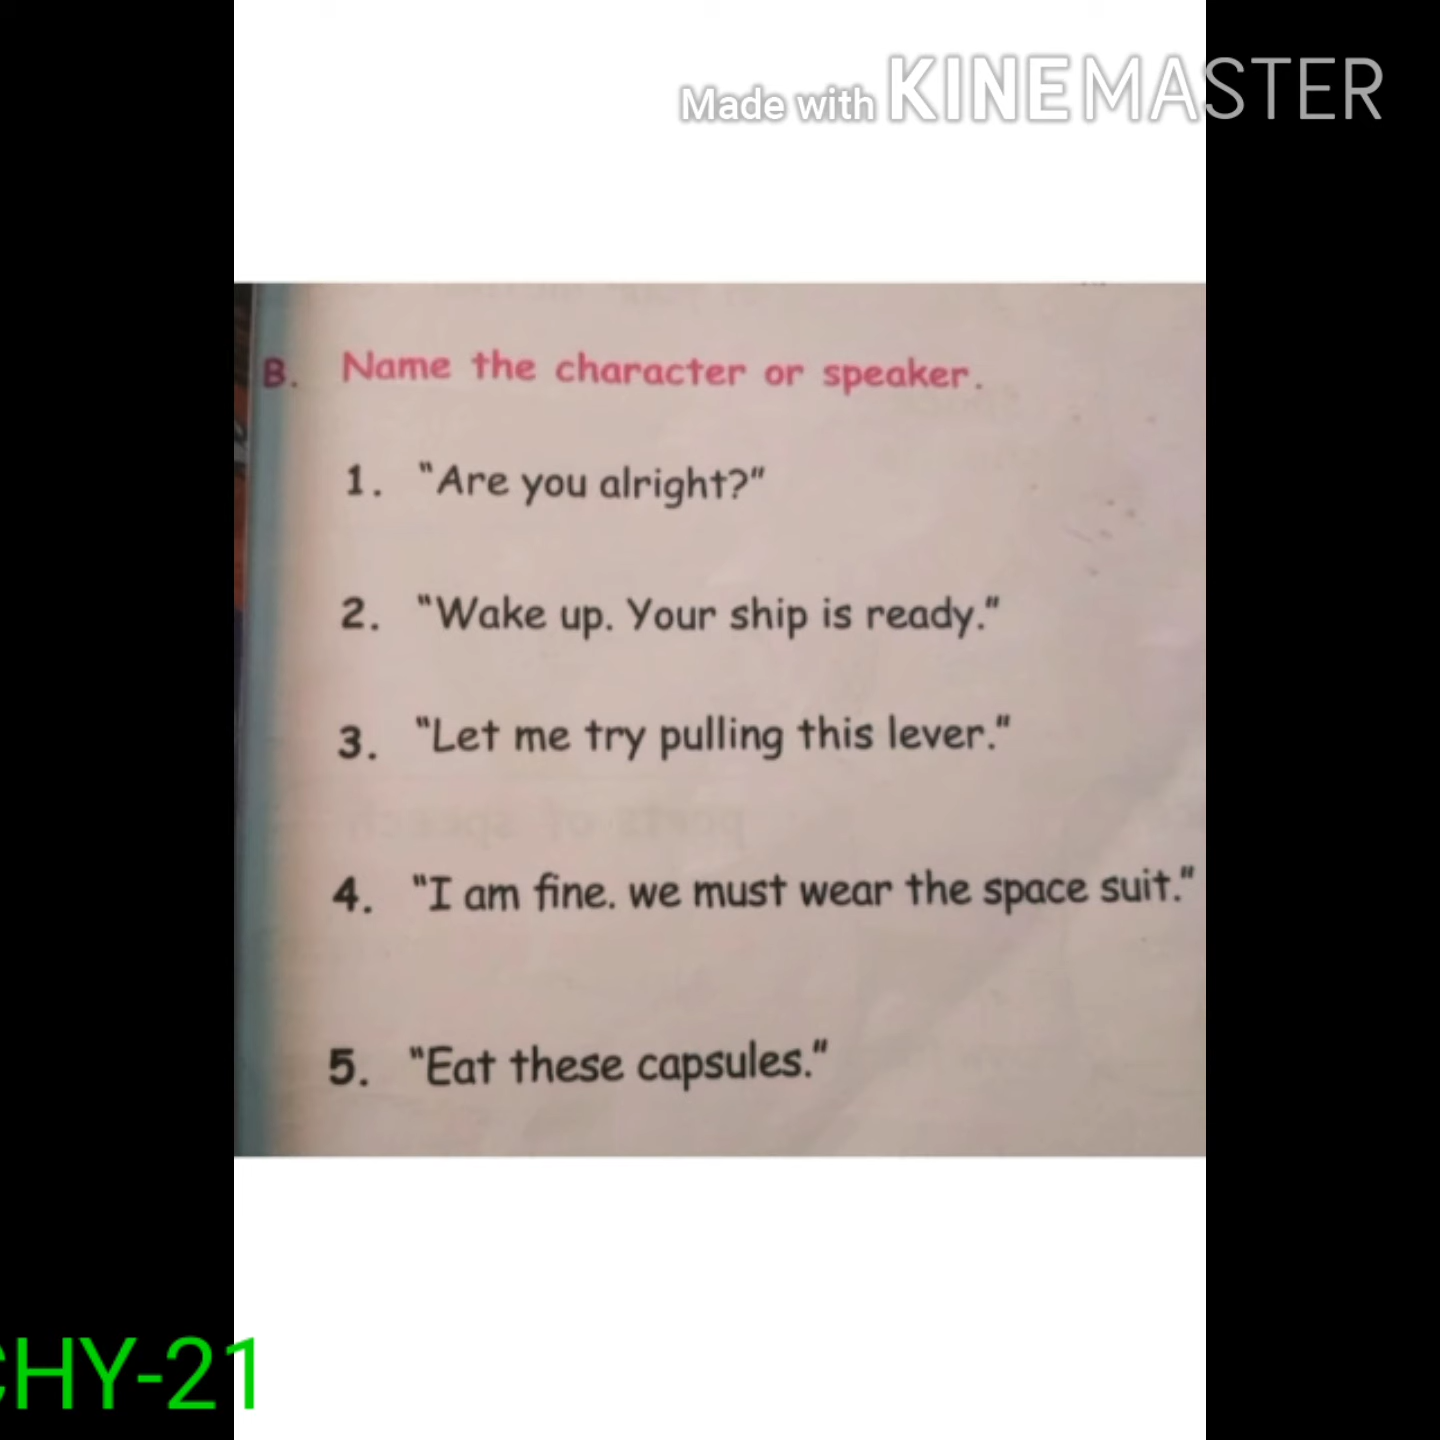 Made with KINEMASTER
B. Name the character or speaker.
1. "Are you alright?"
2. "Wake up. Your ship is ready."
3. "Let me try pulling this lever."
4. "I am fine. we must wear the space suit."
5. "Eat these capsules."
CHY-21